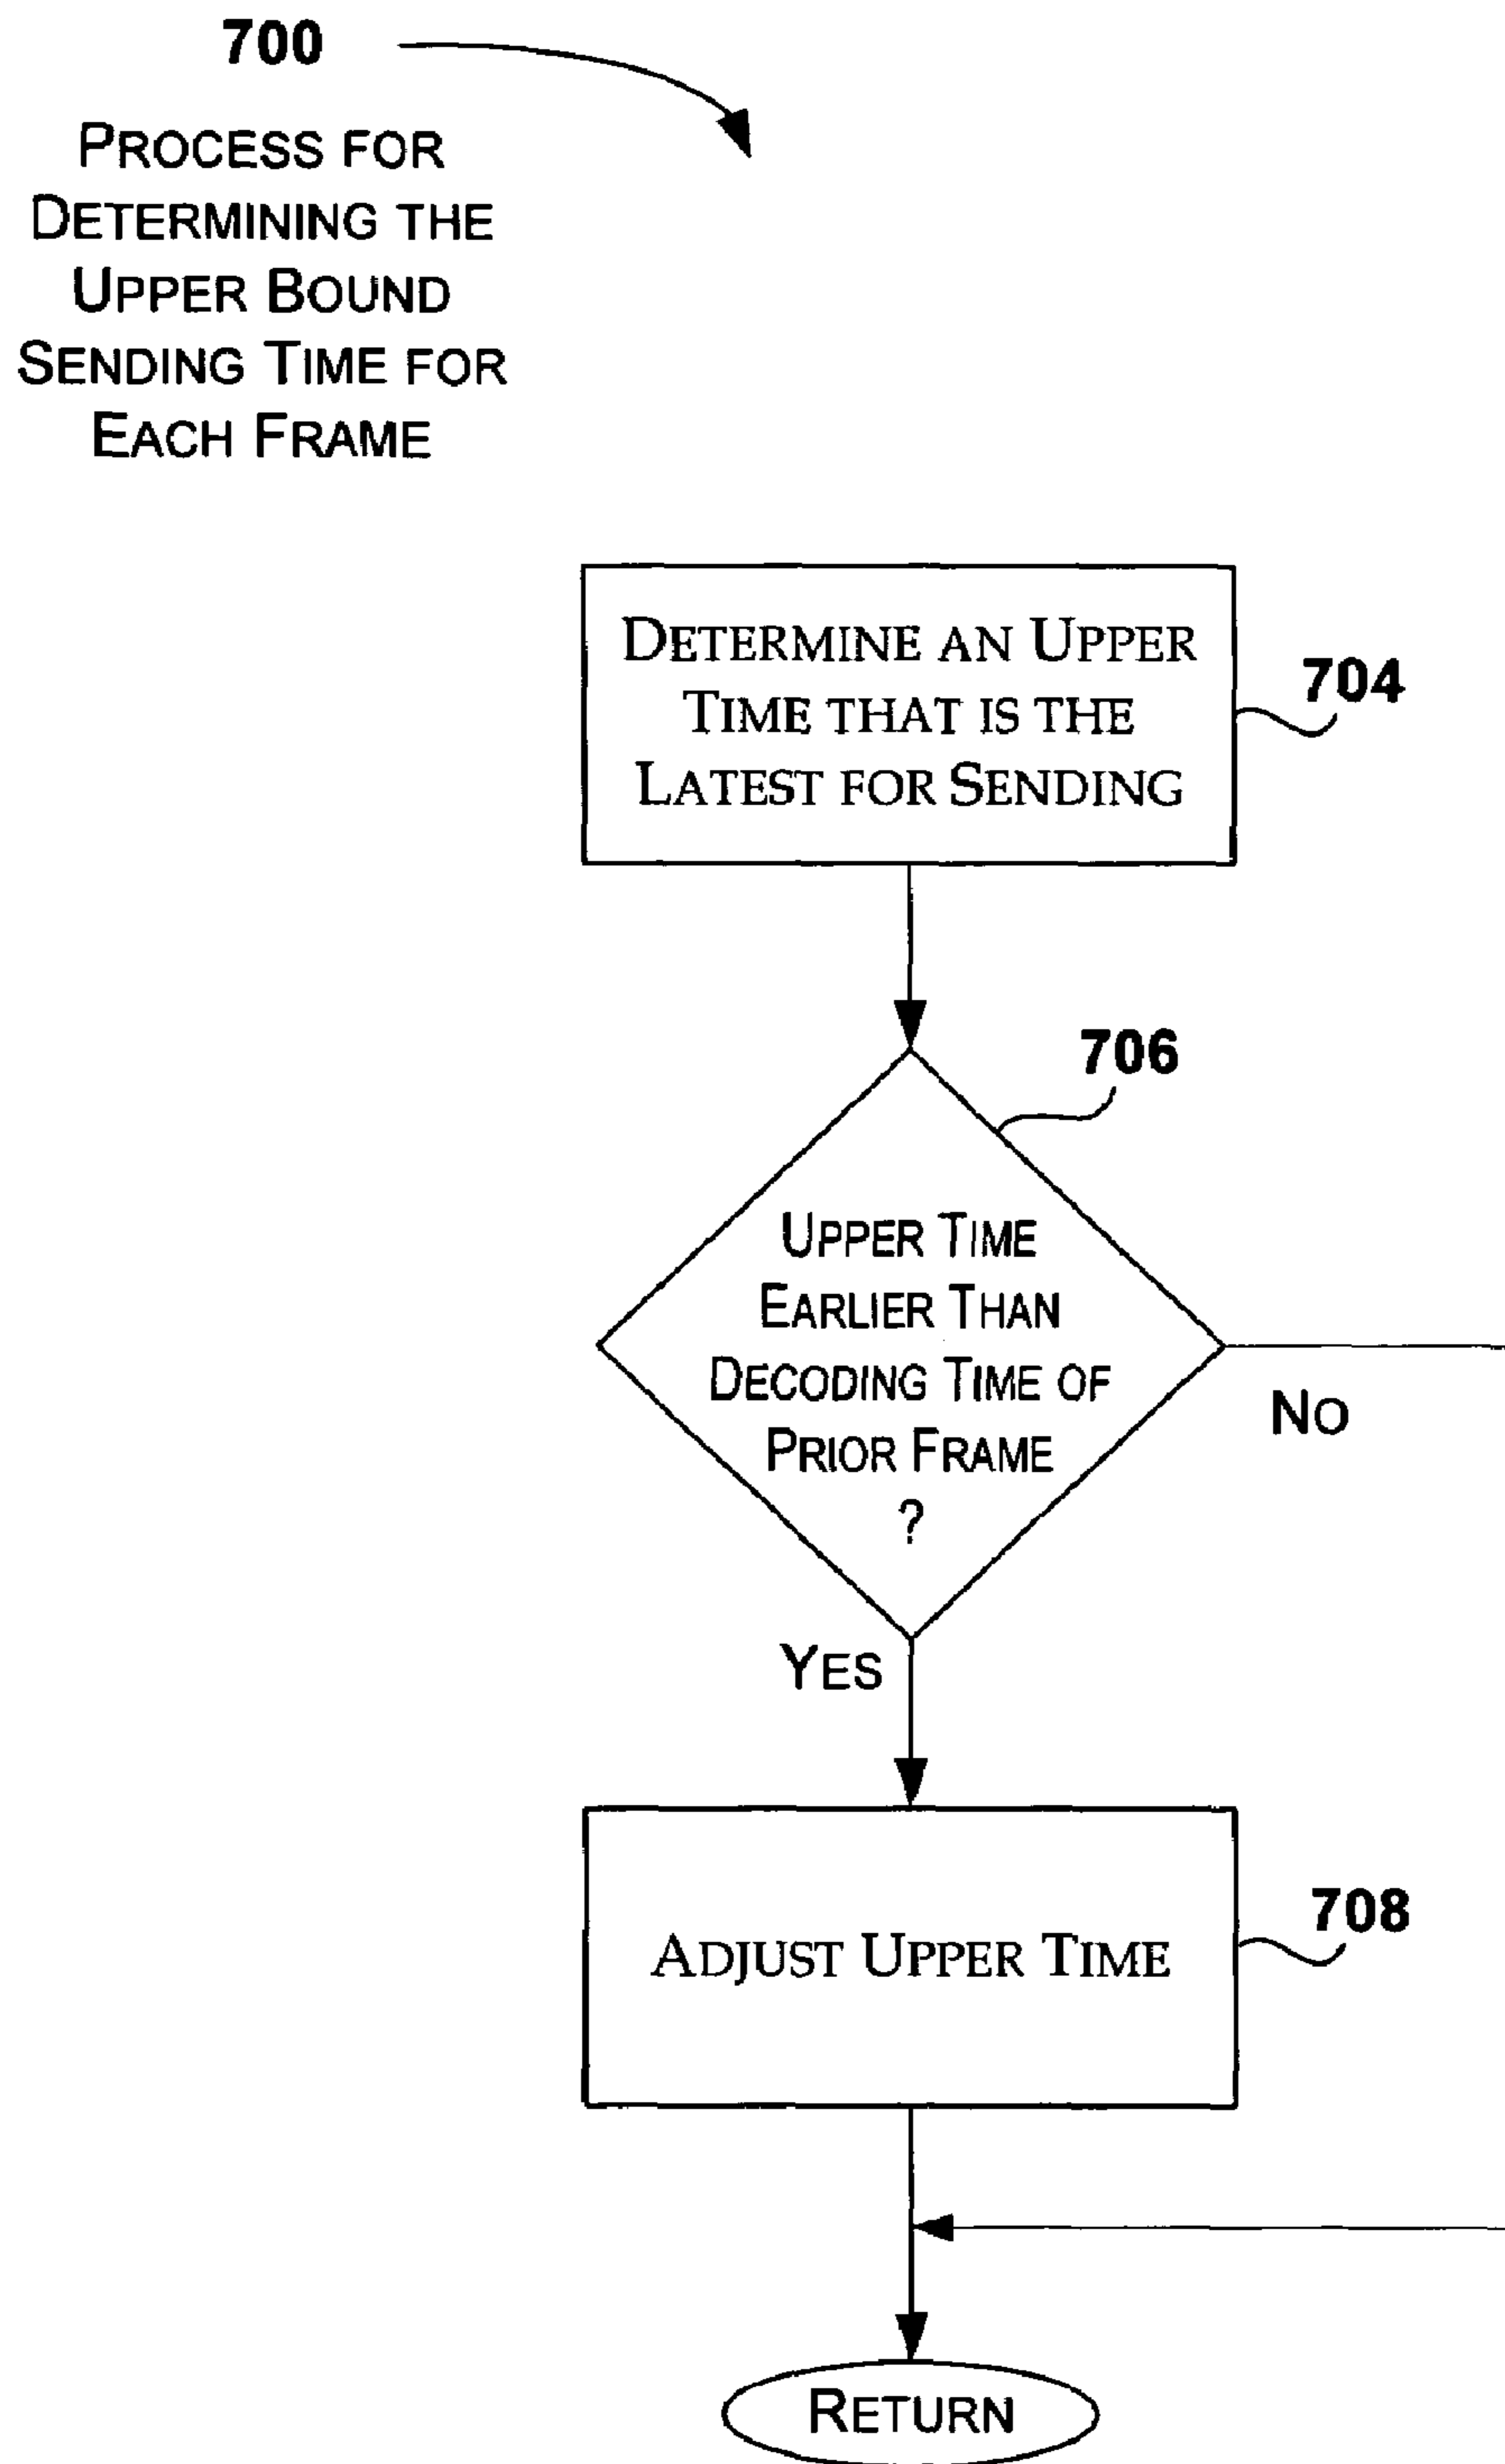 700
PROCESS FOR
DETERMINING THE
UPPER BOUND
SENDING TIME FOR
EACH FRAME
DETERMINE AN UPPER
TIME THAT IS THE
LATEST FOR SENDING
704
706
UPPER TIME
EARLIER THAN
DECODING TIME OF
PRIOR FRAME
?
NO
YES
ADJUST UPPER TIME
708
RETURN